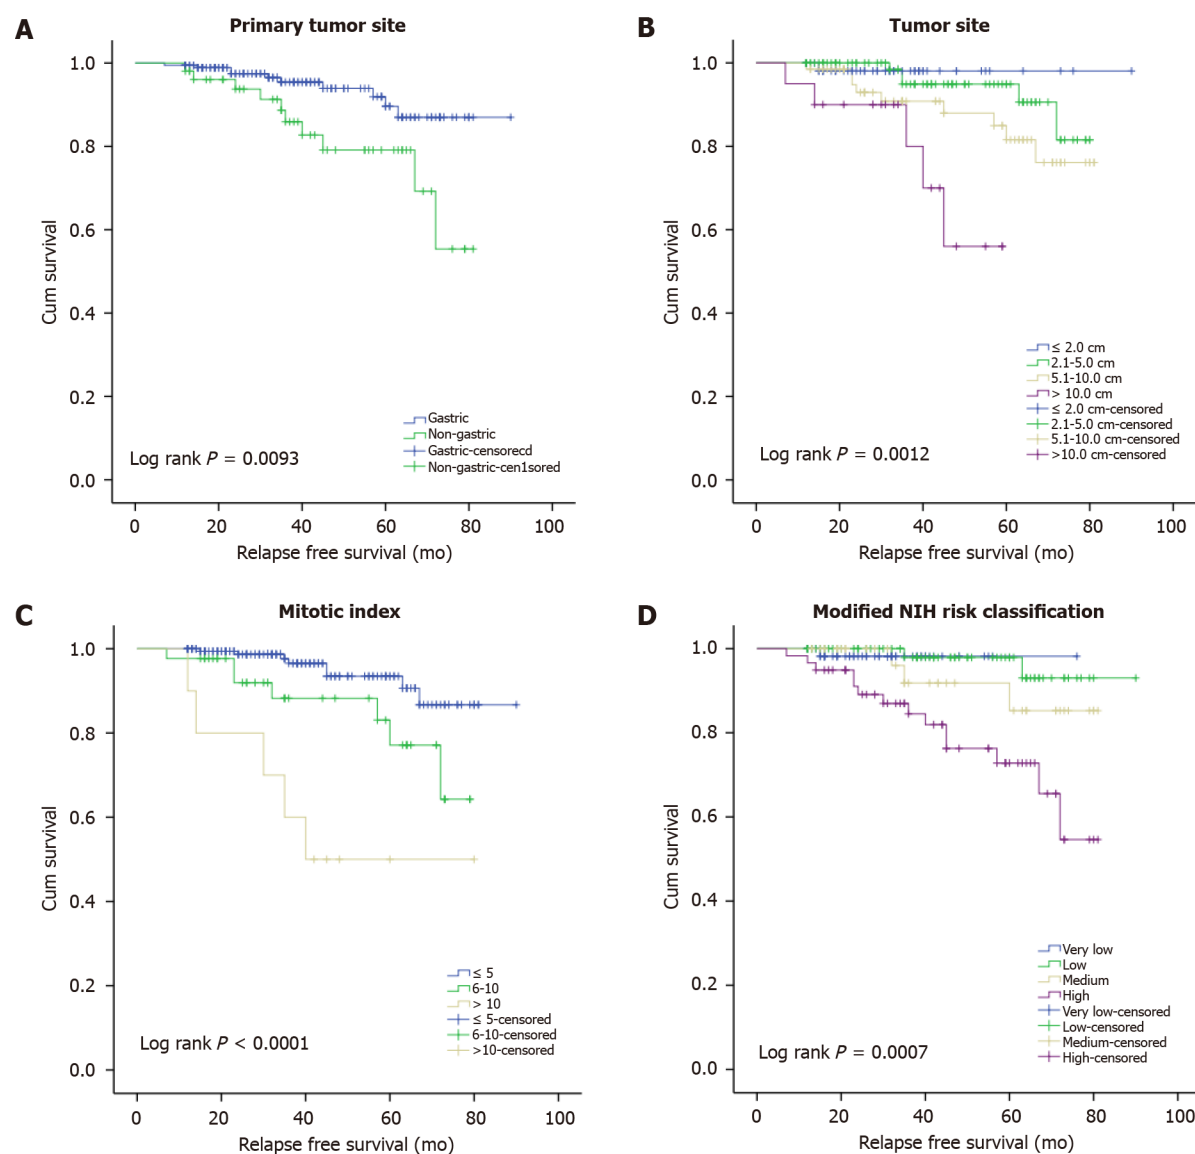 A
Primary tumor site
1.0
0.8
0.6
0.4
0.2
0.0
Cum survival
Gastric
Non-gastric
Gastric-censorecd
Non-gastric-cen1sored
Log rank P = 0.0093
0 20 40 60 80 100
Relapse free survival (mo)
B
Tumor site
1.0
0.8
0.6
0.4
0.2
0.0
Cum survival
≤ 2.0 cm
2.1-5.0 cm
5.1-10.0 cm
> 10.0 cm
≤ 2.0 cm-censored
2.1-5.0 cm-censored
5.1-10.0 cm-censored
>10.0 cm-censored
Log rank P = 0.0012
0 20 40 60 80 100
Relapse free survival (mo)
C
Mitotic index
1.0
0.8
0.6
0.4
0.2
0.0
Cum survival
≤ 5
6-10
> 10
≤ 5-censored
6-10-censored
>10-censored
Log rank P < 0.0001
0 20 40 60 80 100
Relapse free survival (mo)
D
Modified NIH risk classification
1.0
0.8
0.6
0.4
0.2
0.0
Cum survival
Very low
Low
Medium
High
Very low-censored
Low-censored
Medium-censored
High-censored
Log rank P = 0.0007
0 20 40 60 80 100
Relapse free survival (mo)